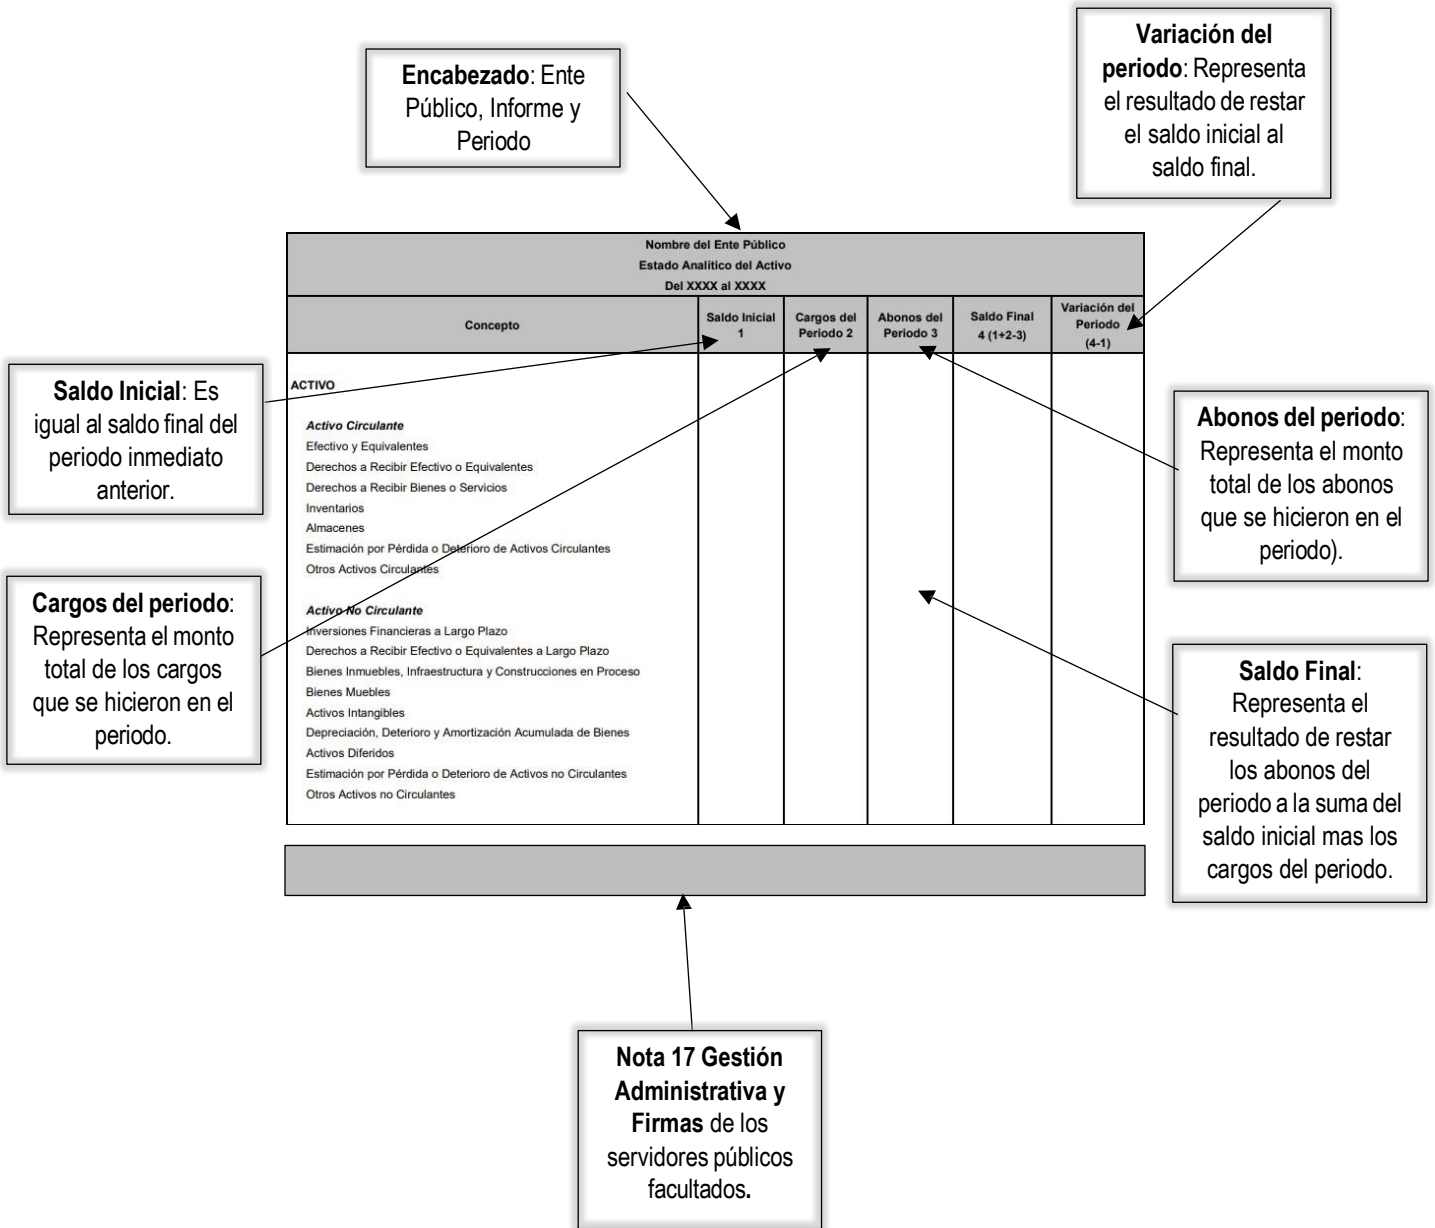 Encabezado: Ente
Público, Informe y
Periodo
Variación del
periodo: Representa
el resultado de restar
el saldo inicial al
saldo final.
Nombre del Ente Público
Estado Analítico del Activo
Del XXXX al XXXX
Concepto
Saldo Inicial
1
Cargos del
Periodo 2
Abonos del
Periodo 3
Saldo Final
4 (1+2-3)
Variación del
Periodo
(4-1)
ACTIVO
Activo Circulante
Efectivo y Equivalentes
Derechos a Recibir Efectivo o Equivalentes
Derechos a Recibir Bienes o Servicios
Inventarios
Almacenes
Estimación por Pérdida o Deterioro de Activos Circulantes
Otros Activos Circulantes
Activo No Circulante
Inversiones Financieras a Largo Plazo
Derechos a Recibir Efectivo o Equivalentes a Largo Plazo
Bienes Inmuebles, Infraestructura y Construcciones en Proceso
Bienes Muebles
Activos Intangibles
Depreciación, Deterioro y Amortización Acumulada de Bienes
Activos Diferidos
Estimación por Pérdida o Deterioro de Activos no Circulantes
Otros Activos no Circulantes
Saldo Inicial: Es
igual al saldo final del
periodo inmediato
anterior.
Cargos del periodo:
Representa el monto
total de los cargos
que se hicieron en el
periodo.
Abonos del periodo:
Representa el monto
total de los abonos
que se hicieron en el
periodo).
Saldo Final:
Representa el
resultado de restar
los abonos del
periodo a la suma del
saldo inicial mas los
cargos del periodo.
Nota 17 Gestión
Administrativa y
Firmas de los
servidores públicos
facultados.